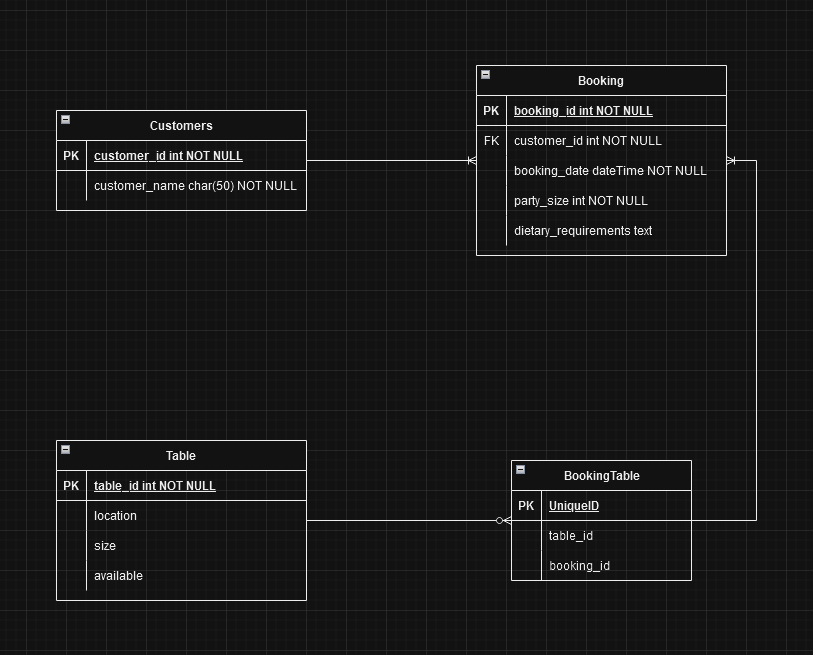 Customers
PK customer_id int NOT NULL
customer_name char(50) NOT NULL
Booking
PK booking_id int NOT NULL
FK customer_id int NOT NULL
booking_date dateTime NOT NULL
party_size int NOT NULL
dietary_requirements text
Table
PK table_id int NOT NULL
location
size
available
BookingTable
PK UniqueID
table_id
booking_id